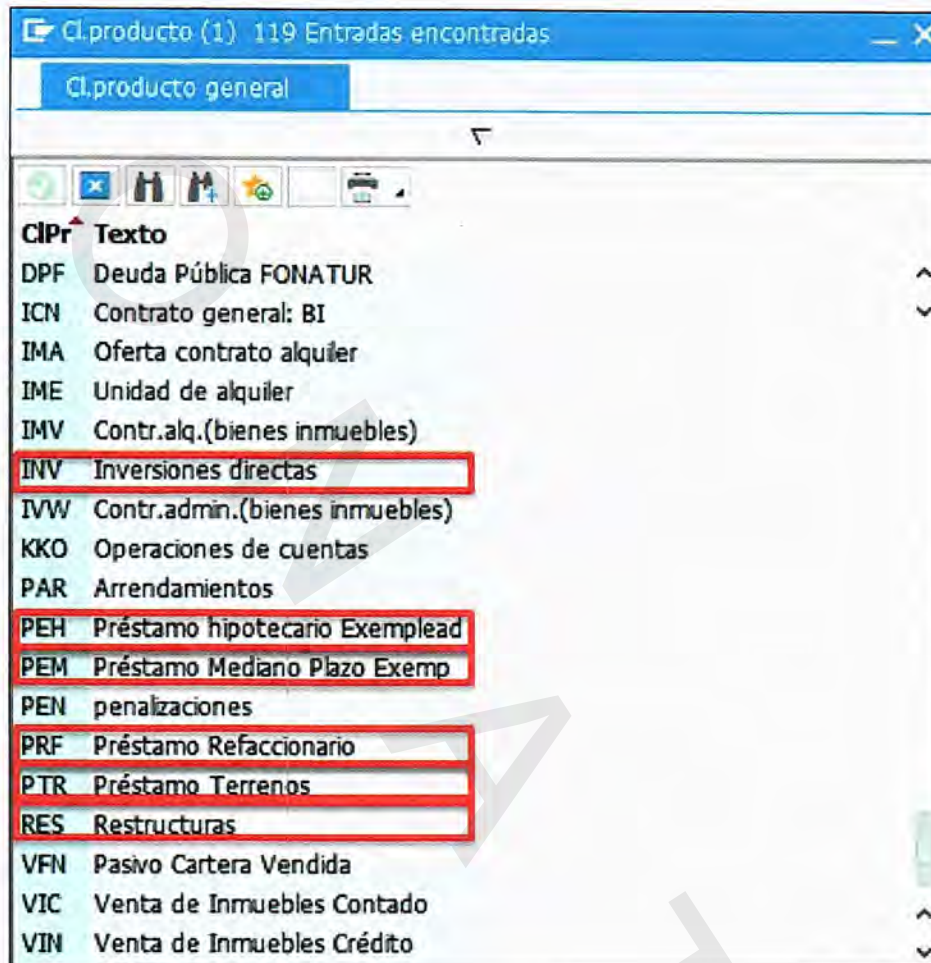 Cl.producto (1) 119 Entradas encontradas
Cl.producto general
ClPr Texto
DPF Deuda Pública FONATUR
ICN Contrato general: BI
IMA Oferta contrato alquiler
IME Unidad de alquiler
IMV Contr.alq.(bienes inmuebles)
INV Inversiones directas
IVW Contr.admin.(bienes inmuebles)
KKO Operaciones de cuentas
PAR Arrendamientos
PEH Préstamo hipotecario Exemplead
PEM Préstamo Mediano Plazo Exemp
PEN penalizaciones
PRF Préstamo Refaccionario
PTR Préstamo Terrenos
RES Restructuras
VFN Pasivo Cartera Vendida
VIC Venta de Inmuebles Contado
VIN Venta de Inmuebles Crédito